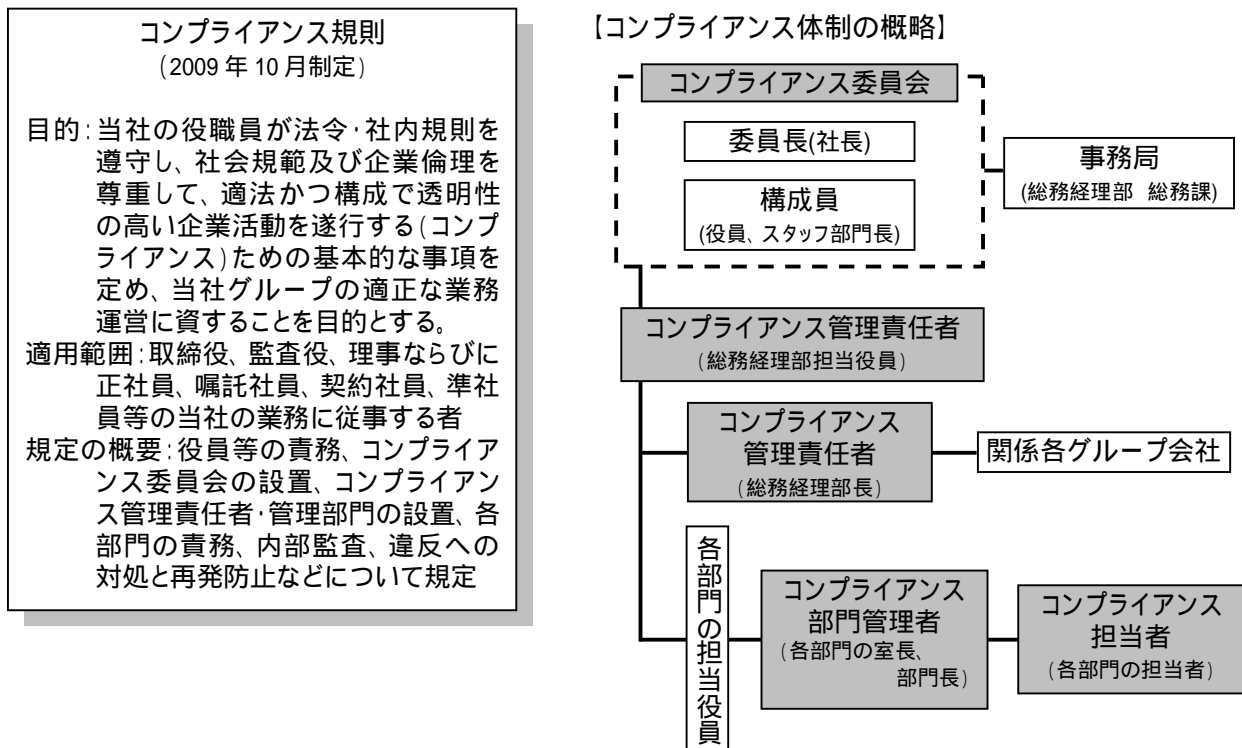 コンプライアンス規則
(2009年10月制定)
目的:当社の役職員が法令・社内規則を
遵守し、社会規範及び企業倫理を
尊重して、適法かつ構成で透明性
の高い企業活動を遂行する(コンプ
ライアンス)ための基本的な事項を
定め、当社グループの適正な業務
運営に資することを目的とする。
適用範囲:取締役、監査役、理事ならびに
正社員、嘱託社員、契約社員、準社
員等の当社の業務に従事する者
規定の概要:役員等の責務、コンプライア
ンス委員会の設置、コンプライアン
ス管理責任者・管理部門の設置、各
部門の責務、内部監査、違反への
対処と再発防止などについて規定
【コンプライアンス体制の概略】
コンプライアンス委員会
委員長(社長)
構成員
(役員、スタッフ部門長)
事務局
(総務経理部 総務課)
コンプライアンス管理責任者
(総務経理部担当役員)
コンプライアンス
管理責任者
(総務経理部長)
関係各グループ会社
各部門の担当役員
コンプライアンス
部門管理者
(各部門の室長、
部門長)
コンプライアンス
担当者
(各部門の担当者)